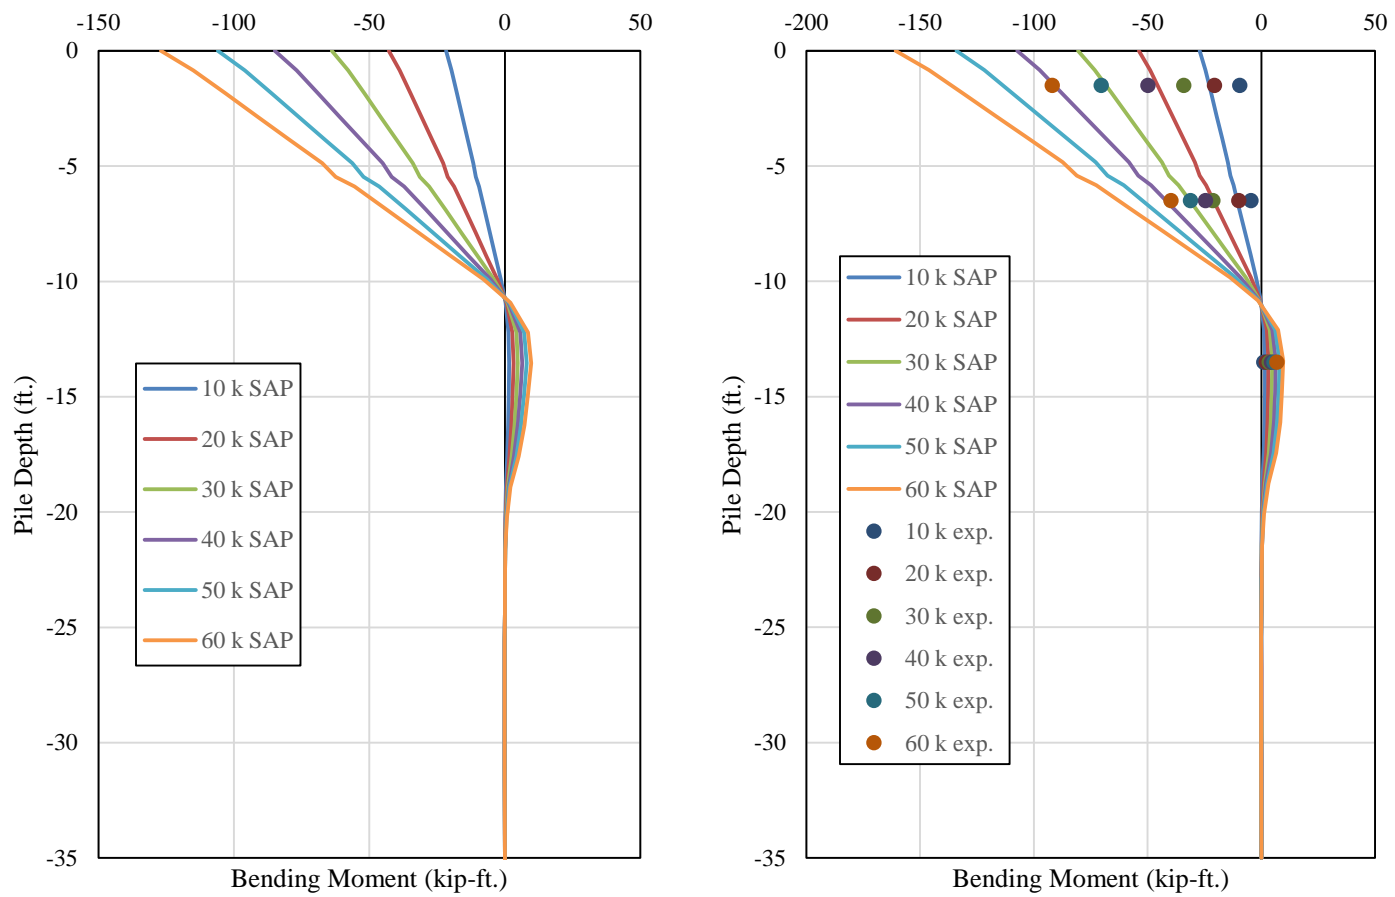 -150 -100 -50 0 50
0
-5
-10
-15
-20
-25
-30
-35
Pile Depth (ft.)
10 k SAP
20 k SAP
30 k SAP
40 k SAP
50 k SAP
60 k SAP
Bending Moment (kip-ft.)
-200 -150 -100 -50 0 50
0
-5
-10
-15
-20
-25
-30
-35
Pile Depth (ft.)
10 k SAP
20 k SAP
30 k SAP
40 k SAP
50 k SAP
60 k SAP
10 k exp.
20 k exp.
30 k exp.
40 k exp.
50 k exp.
60 k exp.
Bending Moment (kip-ft.)